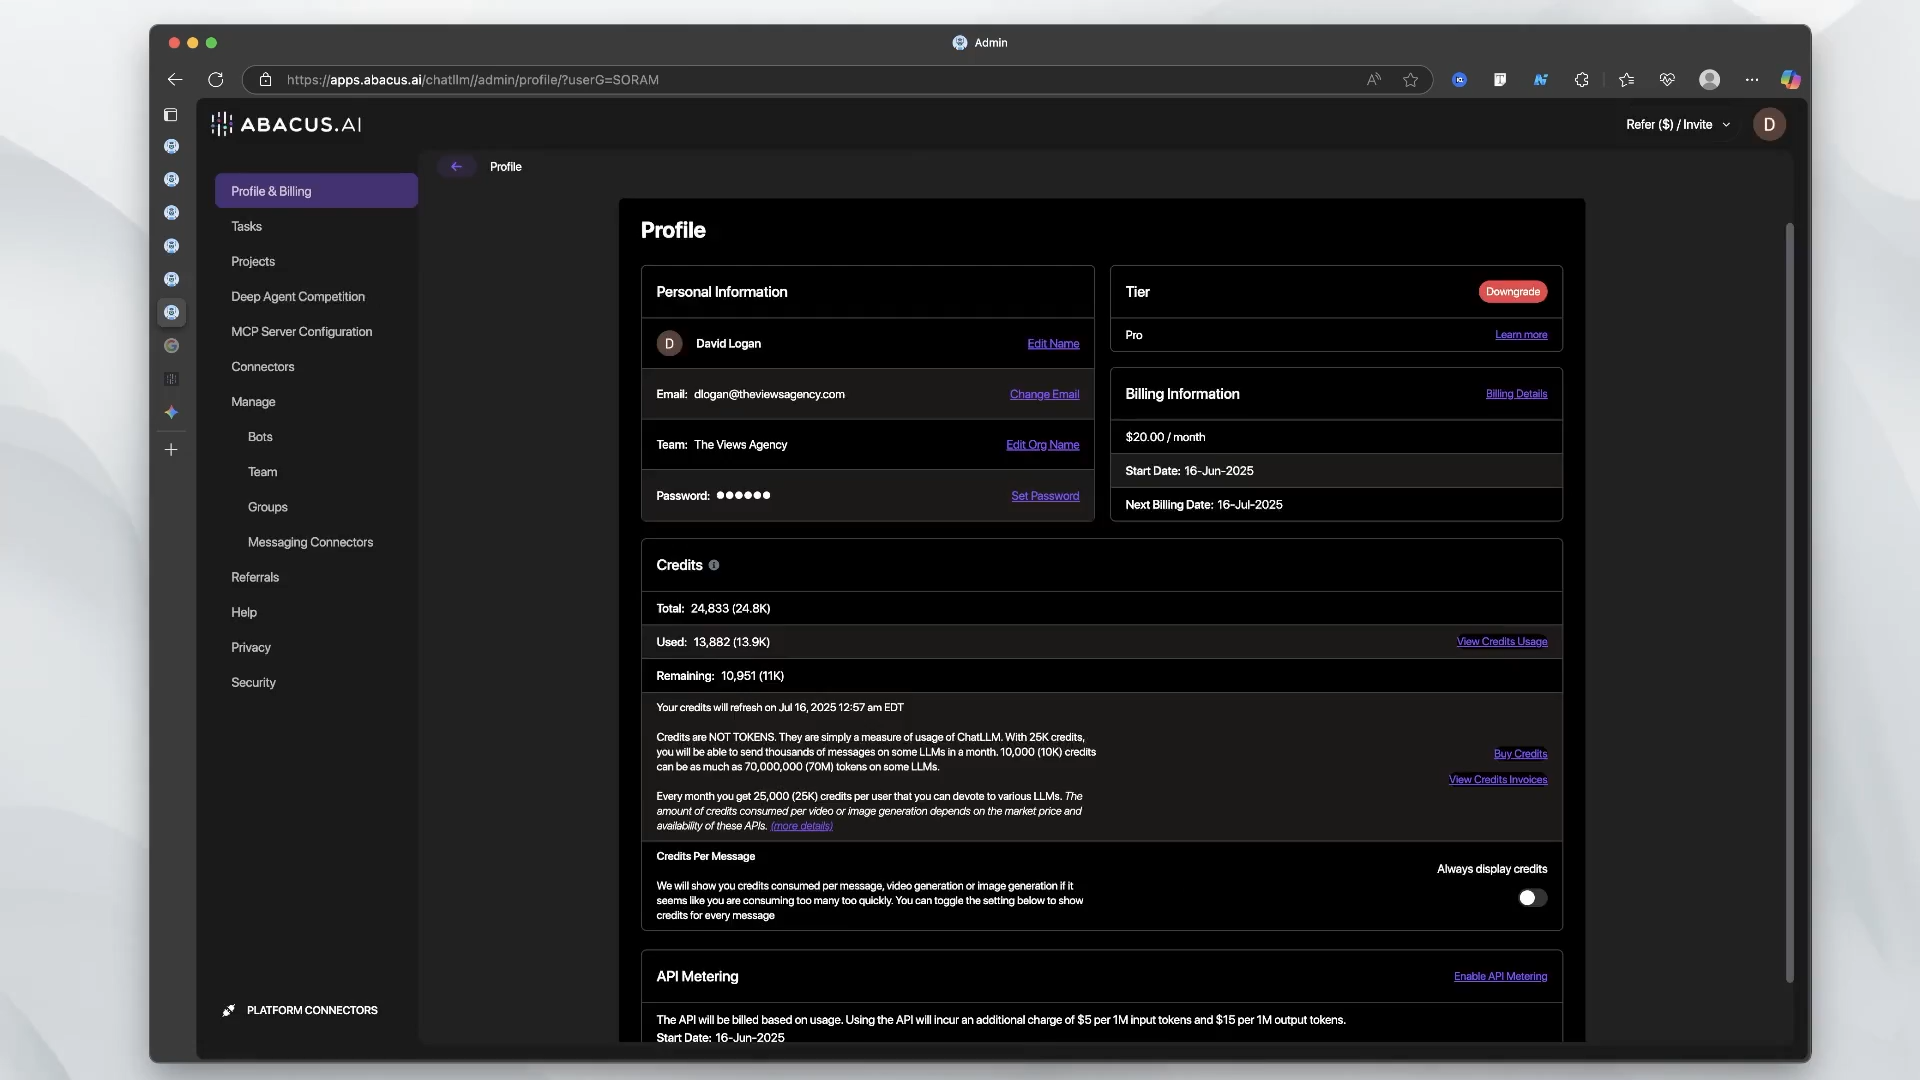 Admin
https://apps.abacus.ai/chatllm//admin/profile/?userG=SORAM
ABACUS.AI
Refer ($) / Invite
D
Profile & Billing
Tasks
Projects
Deep Agent Competition
MCP Server Configuration
Connectors
Manage
Bots
Team
Groups
Messaging Connectors
Referrals
Help
Privacy
Security
PLATFORM CONNECTORS
Profile
Profile
Personal Information
D David Logan Edit Name
Email: dlogan@theviewsagency.com Change Email
Team: The Views Agency Edit Org Name
Password: ●●●●●● Set Password
Tier Downgrade
Pro Learn more
Billing Information Billing Details
$20.00 / month
Start Date: 16-Jun-2025
Next Billing Date: 16-Jul-2025
Credits
Total: 24,833 (24.8K)
Used: 13,882 (13.9K) View Credits Usage
Remaining: 10,951 (11K)
Your credits will refresh on Jul 16, 2025 12:57 am EDT
Credits are NOT TOKENS. They are simply a measure of usage of ChatLLM. With 25K credits,
you will be able to send thousands of messages on some LLMs in a month. 10,000 (10K) credits
can be as much as 70,000,000 (70M) tokens on some LLMs.
Every month you get 25,000 (25K) credits per user that you can devote to various LLMs. The
amount of credits consumed per video or image generation depends on the market price and
availability of these APIs. (more details)
Buy Credits
View Credits Invoices
Credits Per Message
We will show you credits consumed per message, video generation or image generation if it
seems like you are consuming too many too quickly. You can toggle the setting below to show
credits for every message
Always display credits
API Metering Enable API Metering
The API will be billed based on usage. Using the API will incur an additional charge of $5 per 1M input tokens and $15 per 1M output tokens.
Start Date: 16-Jun-2025